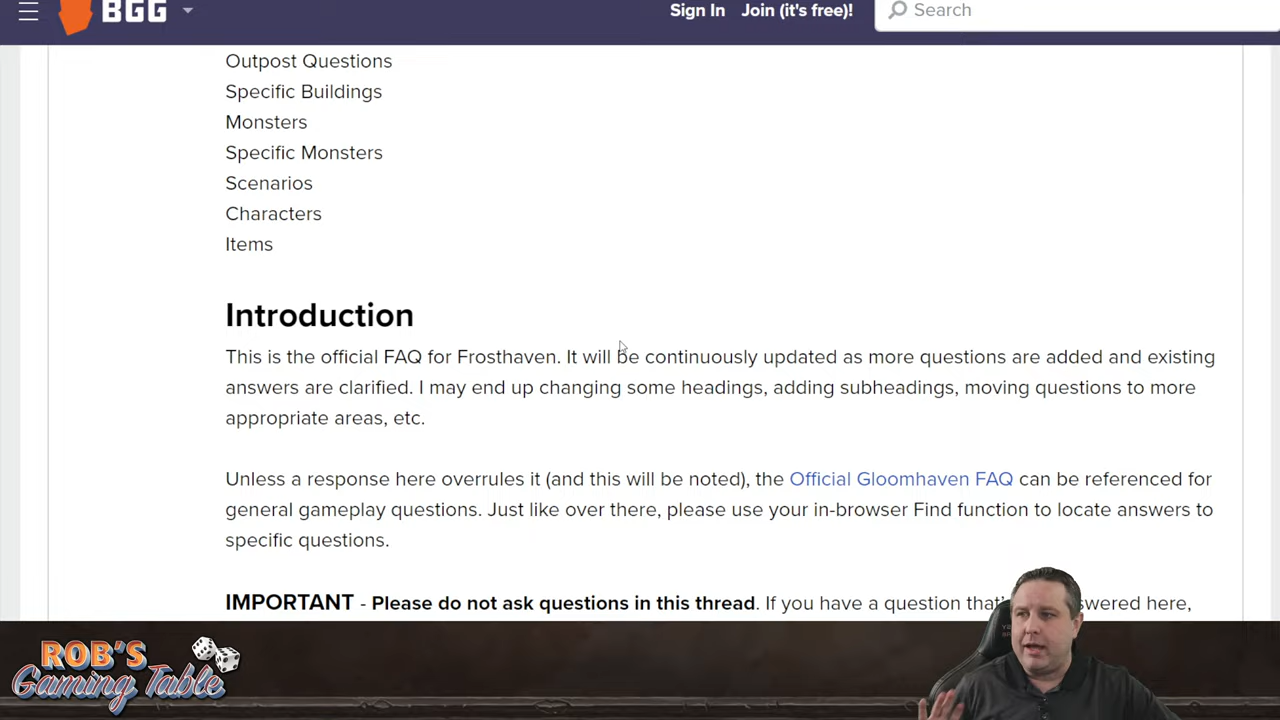 BGG
Sign In
Join (it's free)!
Search
Outpost Questions
Specific Buildings
Monsters
Specific Monsters
Scenarios
Characters
Items
Introduction
This is the official FAQ for Frosthaven. It will be continuously updated as more questions are added and existing
answers are clarified. I may end up changing some headings, adding subheadings, moving questions to more
appropriate areas, etc.
Unless a response here overrules it (and this will be noted), the Official Gloomhaven FAQ can be referenced for
general gameplay questions. Just like over there, please use your in-browser Find function to locate answers to
specific questions.
IMPORTANT - Please do not ask questions in this thread. If you have a question that' swered here,
ROB'S
Gaming Table